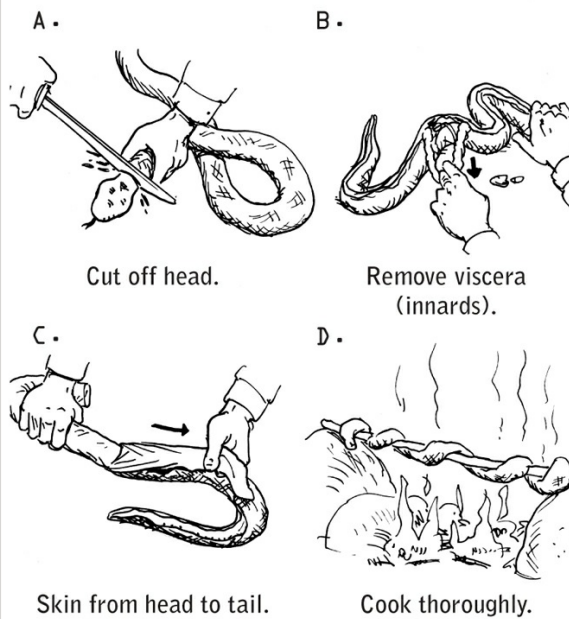 A.
B.
Cut off head.
Remove viscera
(innards).
C.
D.
Skin from head to tail.
Cook thoroughly.